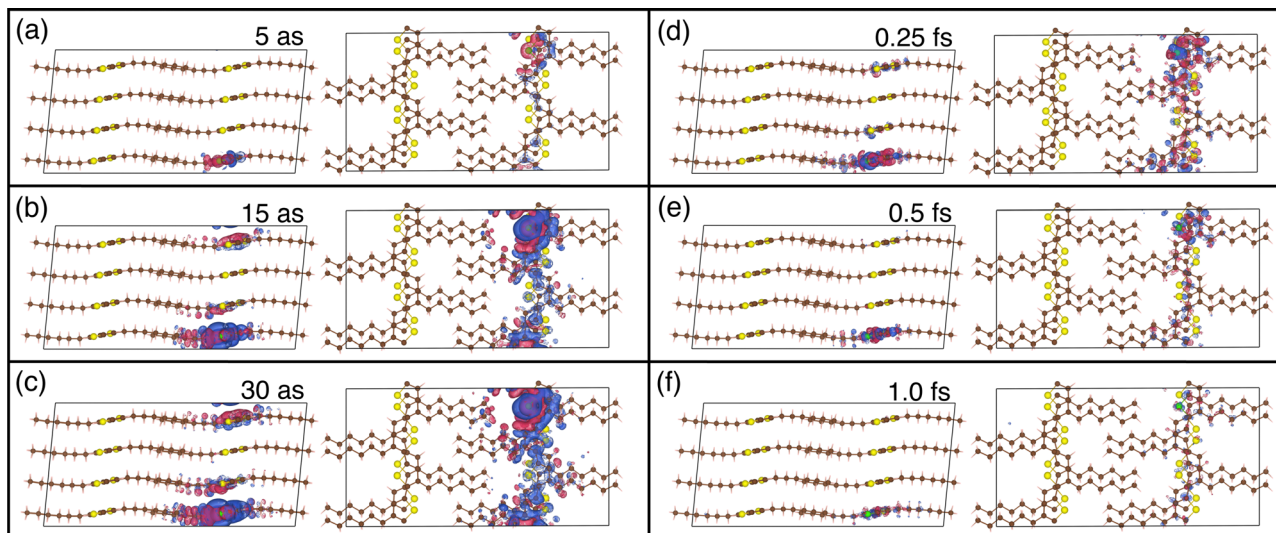 (a) 5 as
(b) 15 as
(c) 30 as
(d) 0.25 fs
(e) 0.5 fs
(f) 1.0 fs